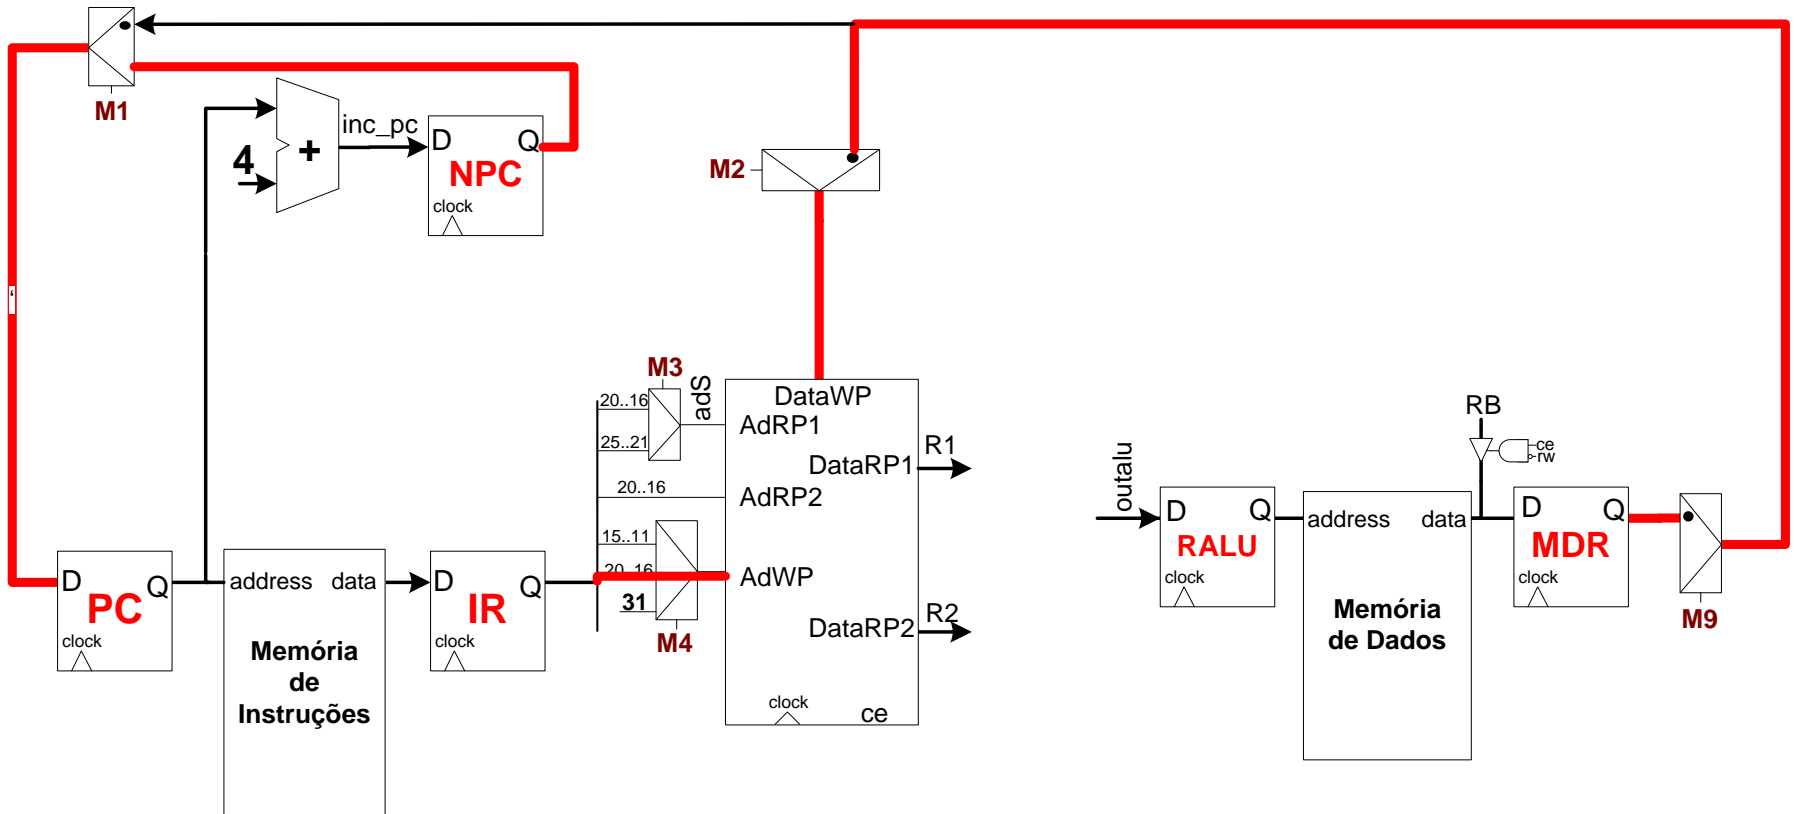 M1
inc_pc
4
+
D
Q
NPC
clock
M2
M3
adS
20..16
25..21
20..16
15..11
20..16
31
M4
DataWP
AdRP1
DataRP1
AdRP2
AdWP
DataRP2
clock
ce
R1
R2
D
Q
PC
clock
address
data
Memória
de
Instruções
D
Q
IR
clock
outalu
D
Q
RALU
clock
address
data
Memória
de Dados
RB
ce
rw
D
Q
MDR
clock
M9